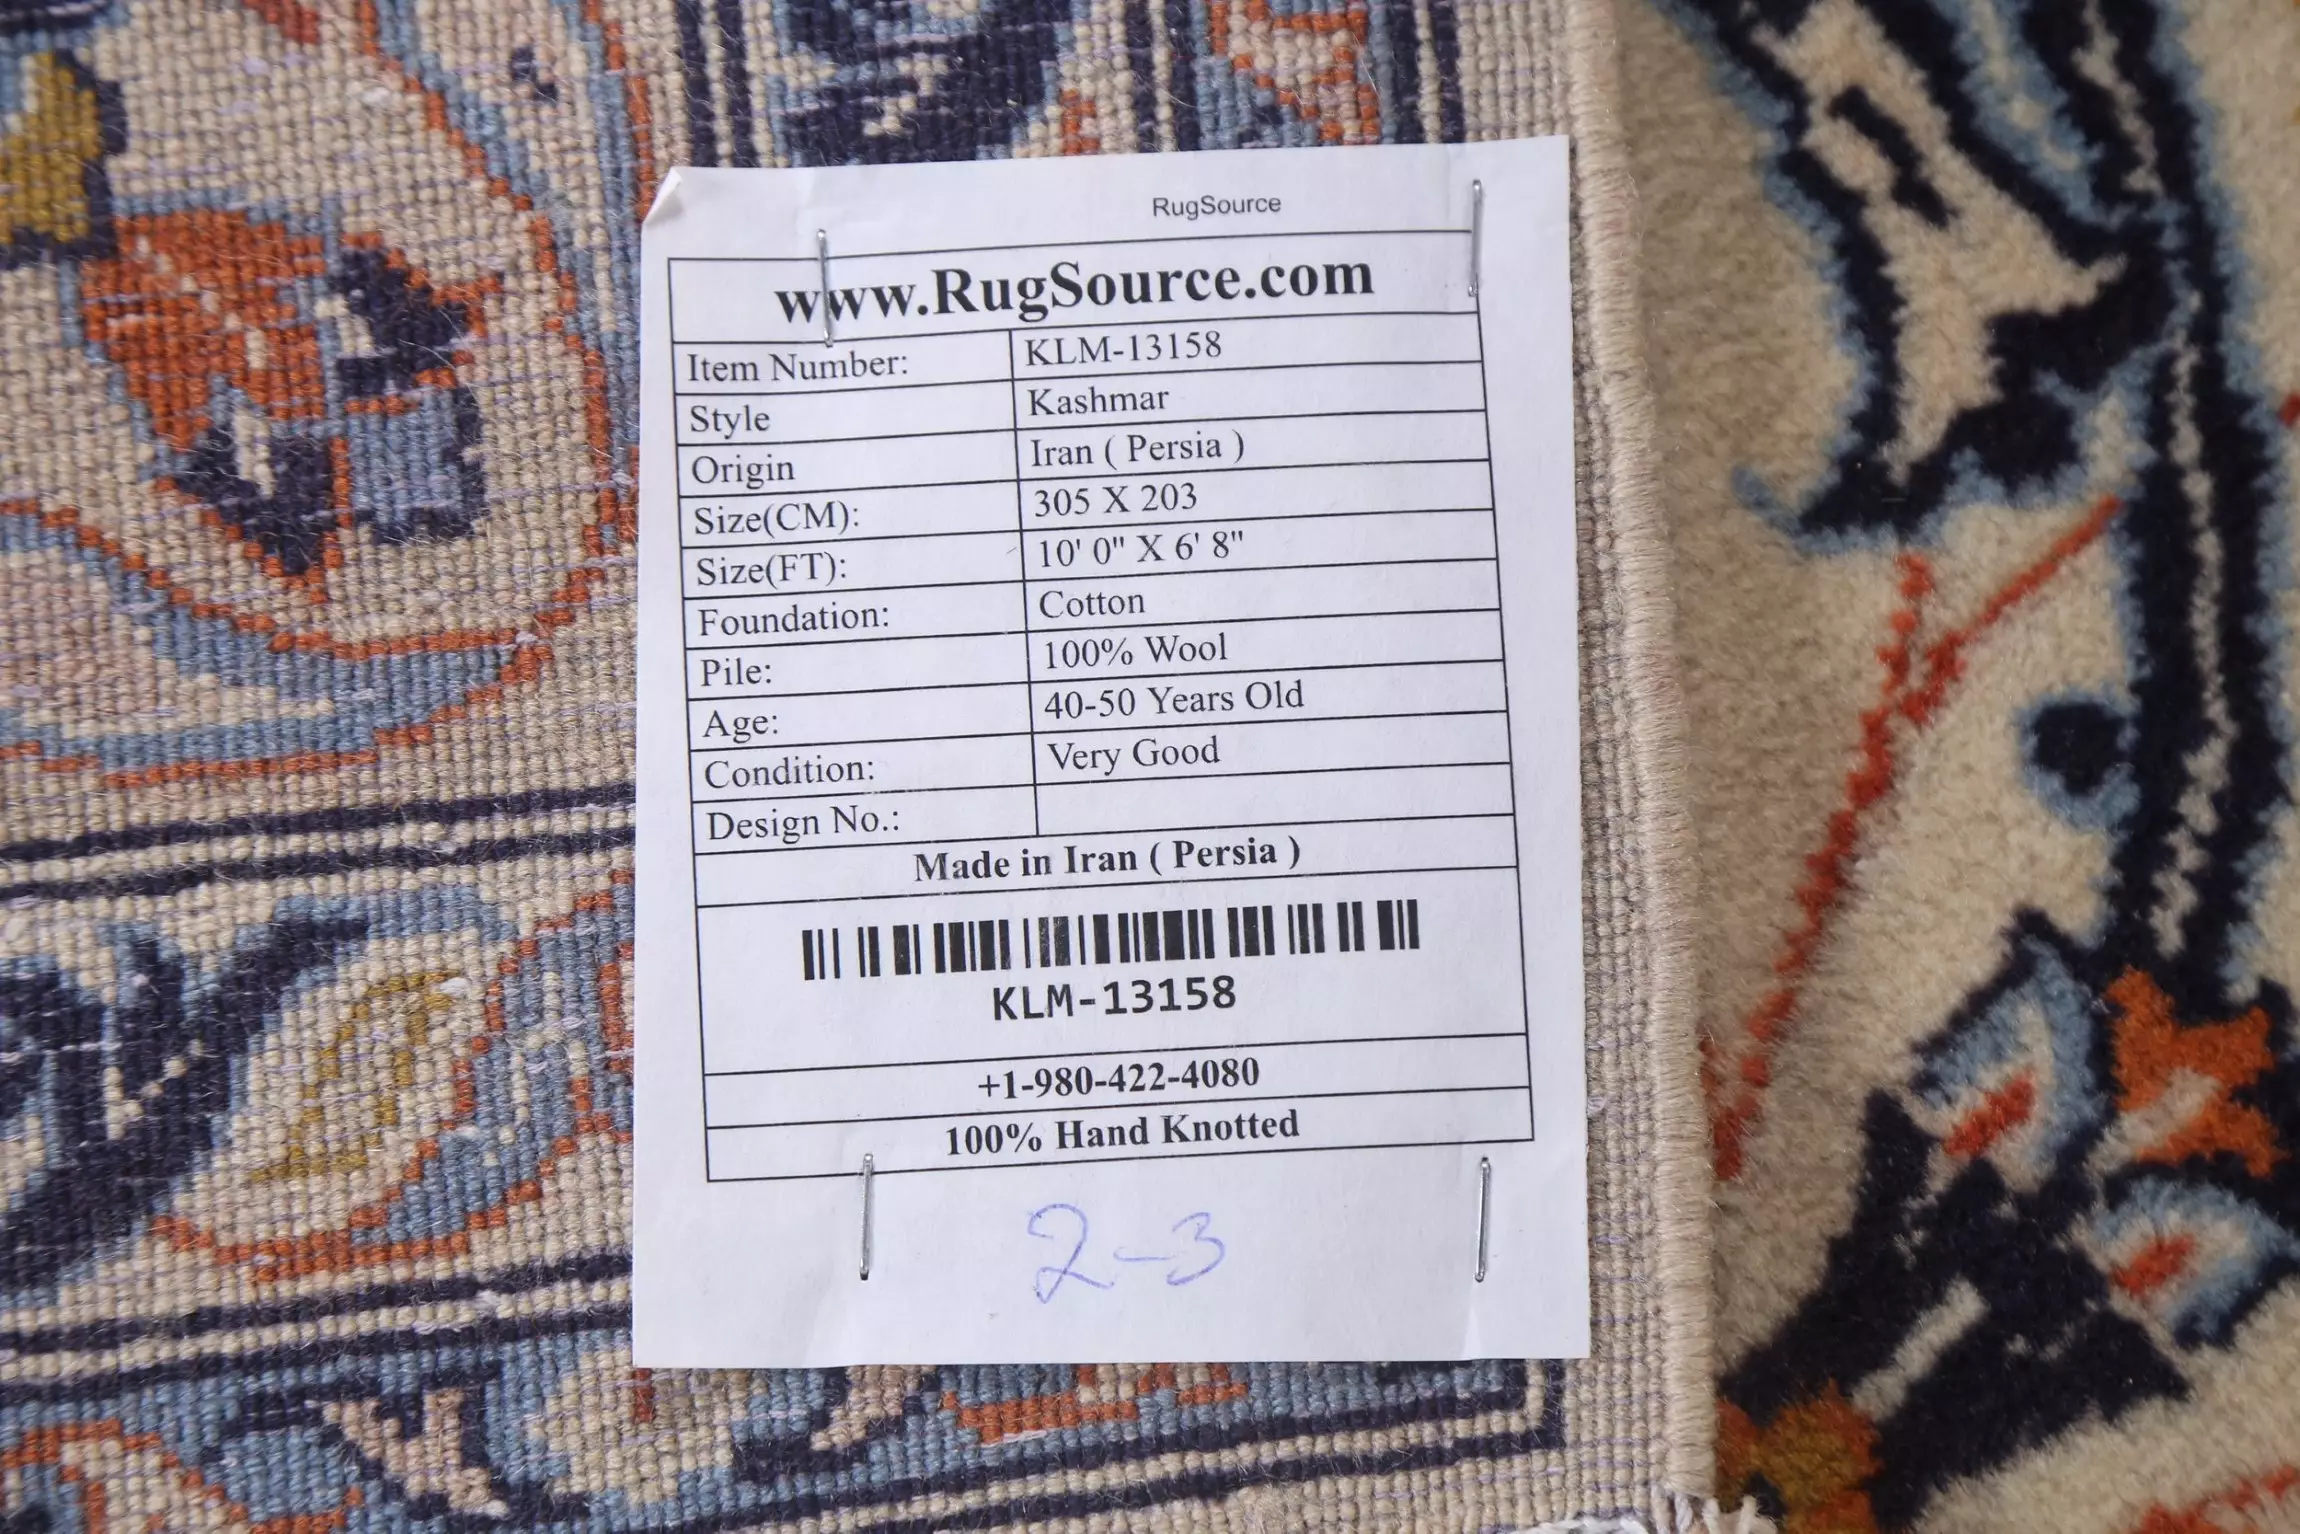 RugSource
www.RugSource.com
Item Number: KLM-13158
Style Kashmar
Origin Iran ( Persia )
Size(CM): 305 X 203
Size(FT): 10' 0" X 6' 8"
Foundation: Cotton
Pile: 100% Wool
Age: 40-50 Years Old
Condition: Very Good
Design No.:
Made in Iran ( Persia )
KLM-13158
+1-980-422-4080
100% Hand Knotted
2-3